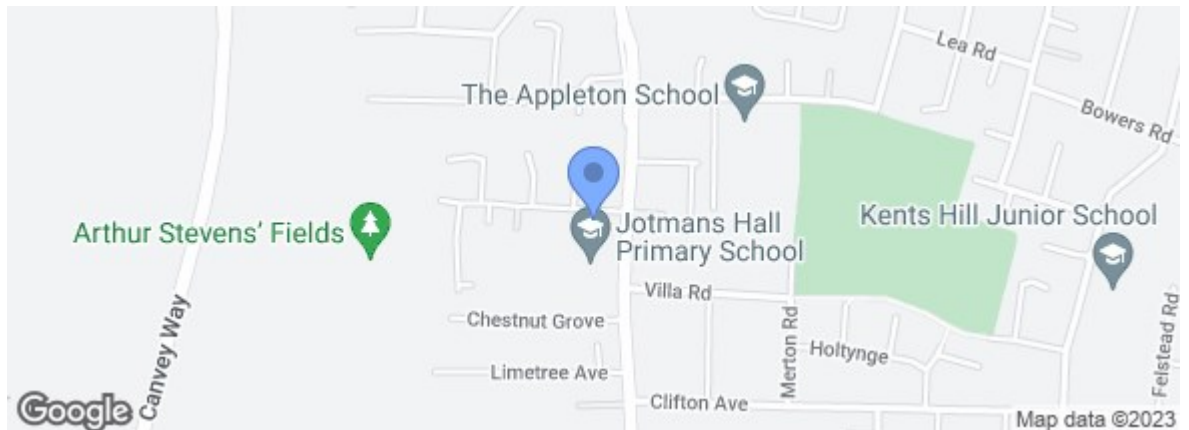 Lea Rd
The Appleton School
Bowers Rd
Arthur Stevens' Fields
Jotmans Hall
Primary School
Kents Hill Junior School
Villa Rd
Canvey Way
Chestnut Grove
Merton Rd
Holtynge
Felstead Rd
Limetree Ave
Clifton Ave
Google
Map data ©2023